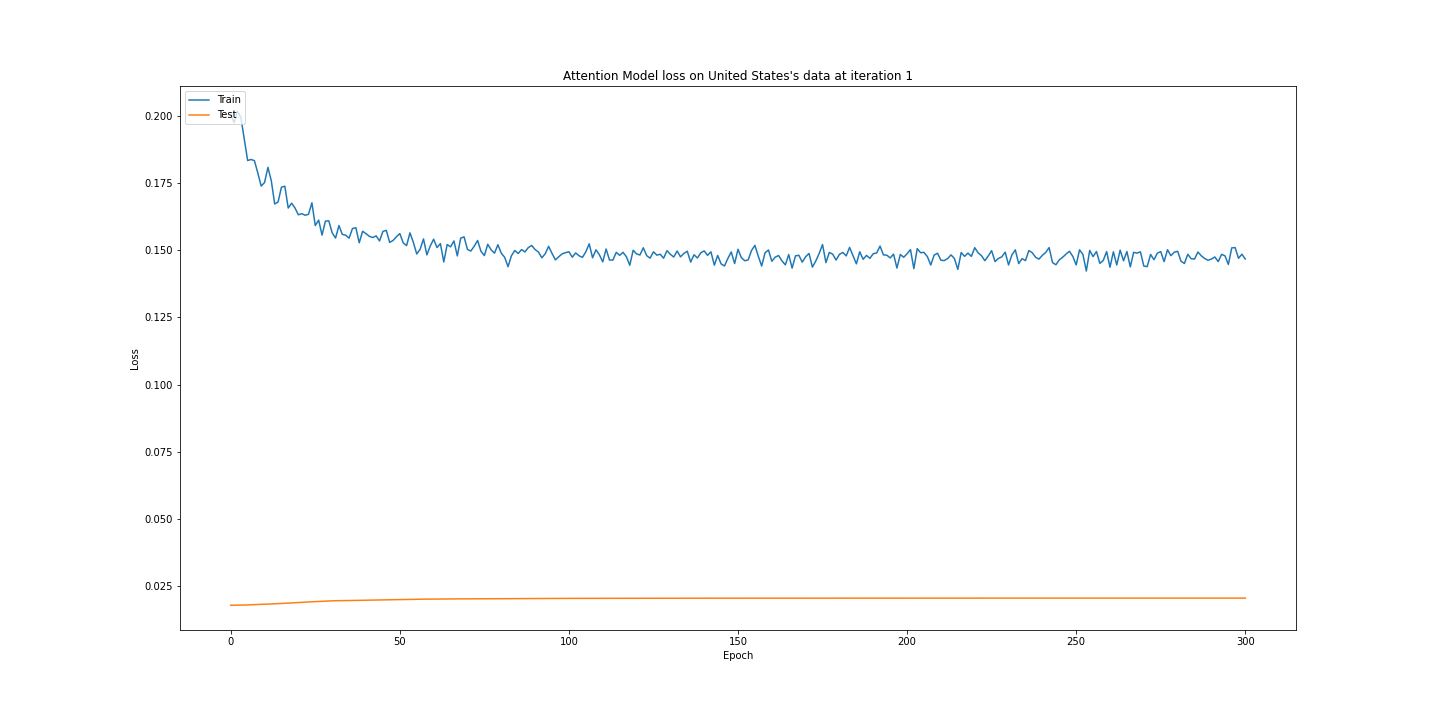 Attention Model loss on United States's data at iteration 1
Train
Test
0.200
0.175
0.150
0.125
0.100
0.075
0.050
0.025
Loss
0 50 100 150 200 250 300
Epoch